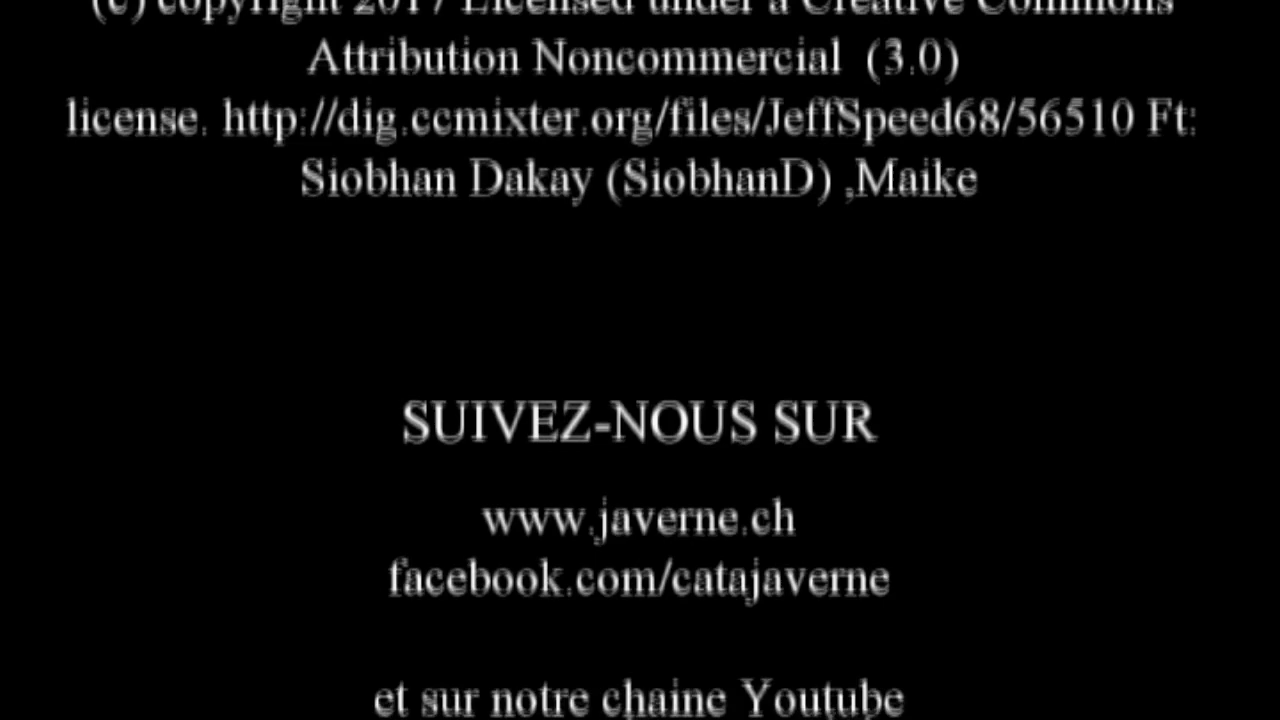 (c) copyright 2017 Licensed under a Creative Commons
Attribution Noncommercial (3.0)
license. http://dig.ccmixter.org/files/JeffSpeed68/56510 Ft:
Siobhan Dakay (SiobhanD) ,Maike
SUIVEZ-NOUS SUR
www.javerne.ch
facebook.com/catajaverne
et sur notre chaine Youtube